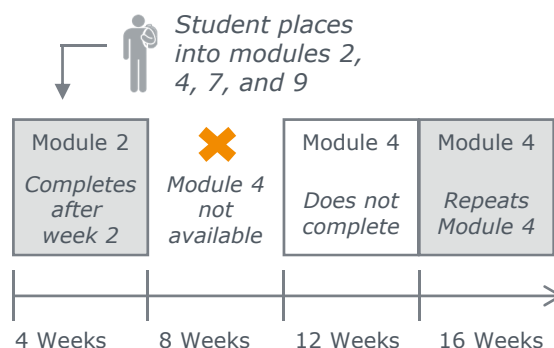 Student places
into modules 2,
4, 7, and 9
Module 2
Completes
after
week 2
Module 4
not
available
Module 4
Does not
complete
Module 4
Repeats
Module 4
4 Weeks
8 Weeks
12 Weeks
16 Weeks